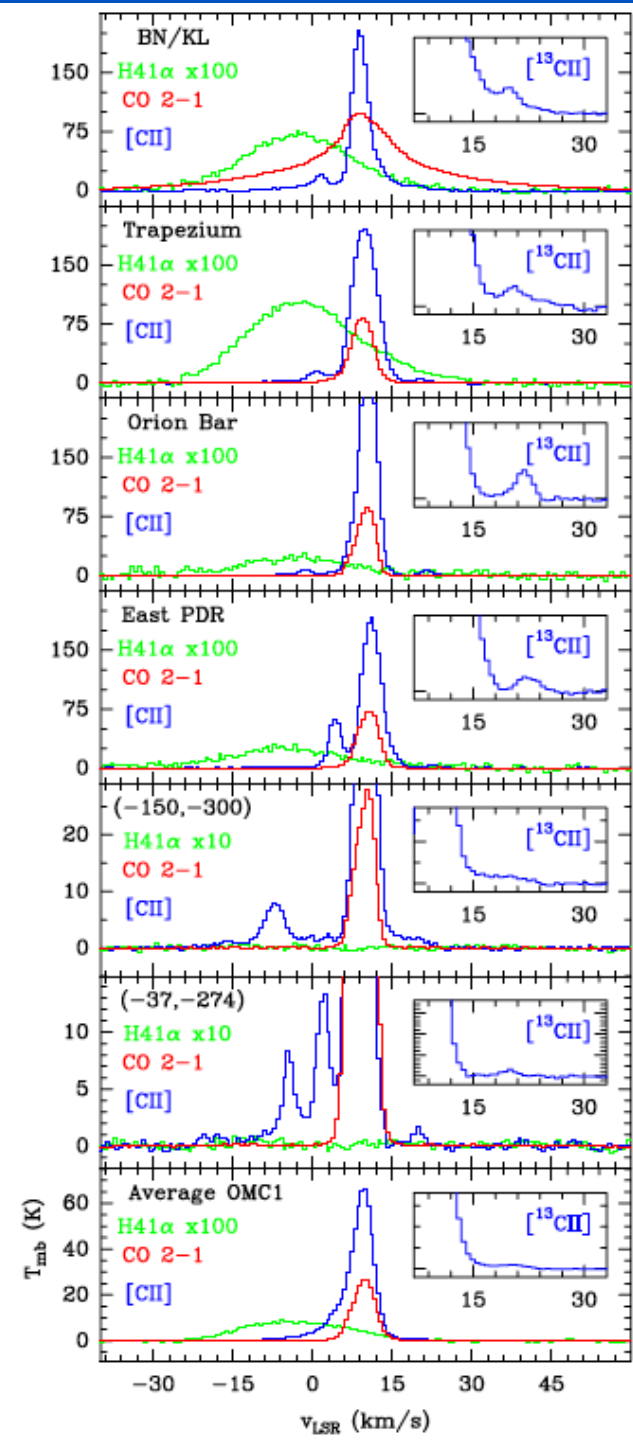 BN/KL
H41α x100
CO 2-1
[CII]
150
75
0
[¹³CII]
15 30
Trapezium
H41α x100
CO 2-1
[CII]
150
75
0
[¹³CII]
15 30
Orion Bar
H41α x100
CO 2-1
[CII]
150
75
0
[¹³CII]
15 30
East PDR
H41α x100
CO 2-1
[CII]
150
75
0
[¹³CII]
15 30
(-150,-300)
H41α x10
CO 2-1
[CII]
20
10
0
[¹³CII]
15 30
(-37,-274)
H41α x10
CO 2-1
[CII]
10
5
0
[¹³CII]
15 30
Average OMC1
H41α x100
CO 2-1
[CII]
60
40
20
0
[¹³CII]
15 30
T_mb (K)
-30 -15 0 15 30 45
v_LSR (km/s)